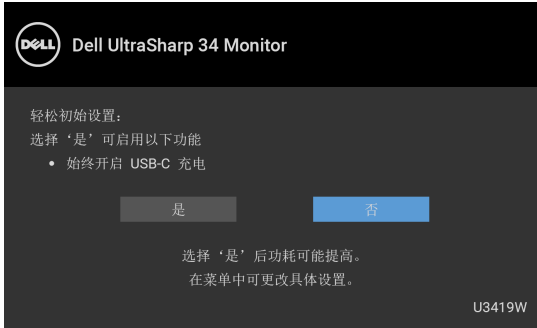 DELL
Dell UltraSharp 34 Monitor
轻松初始设置：
选择‘是’可启用以下功能
• 始终开启 USB-C 充电
是
否
选择‘是’后功耗可能提高。
在菜单中可更改具体设置。
U3419W